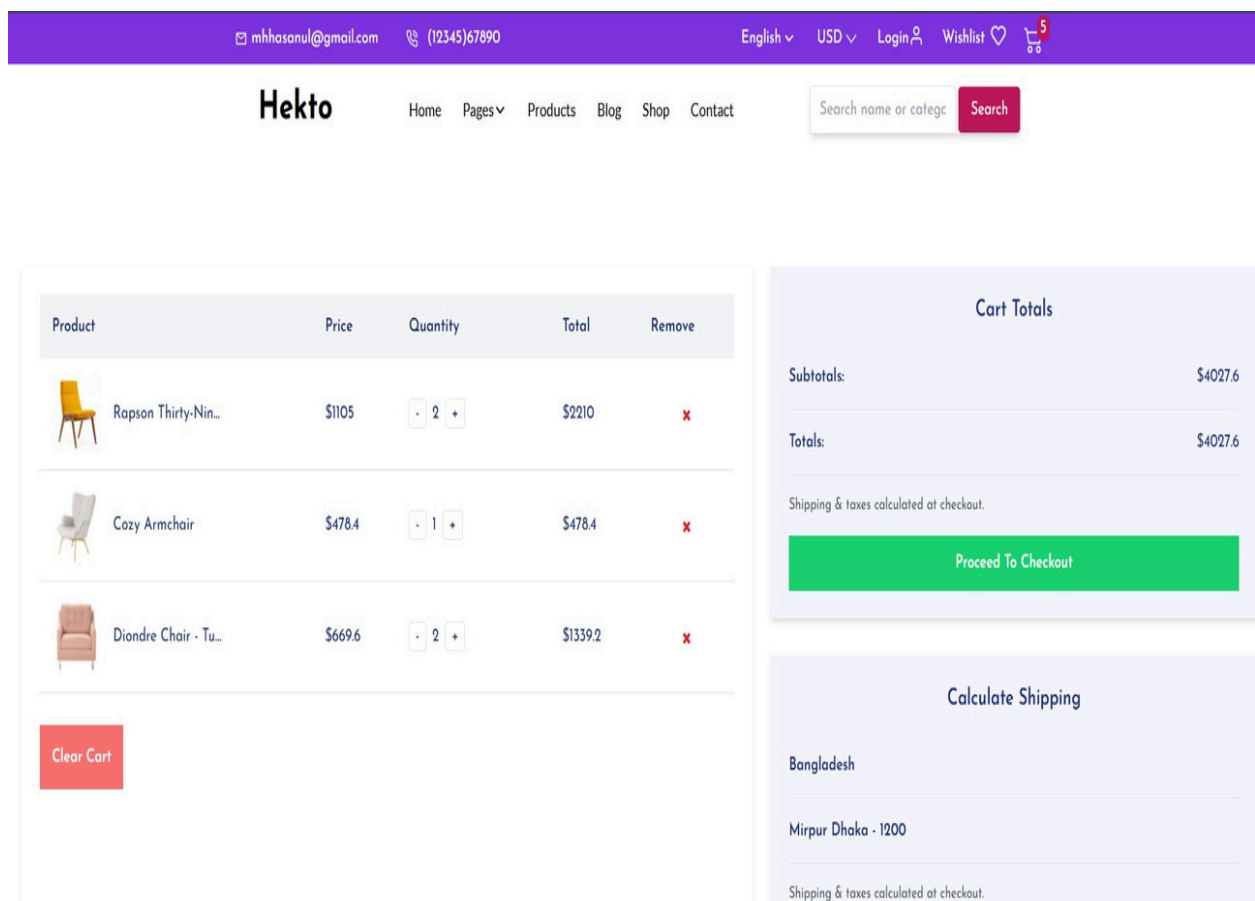 mhhasanul@gmail.com (12345)67890 English USD Login Wishlist 5
Hekto Home Pages Products Blog Shop Contact Search name or catego Search
Product Price Quantity Total Remove
Rapson Thirty-Nin... $1105 - 2 + $2210 x
Cozy Armchair $478.4 - 1 + $478.4 x
Diondre Chair - Tu... $669.6 - 2 + $1339.2 x
Clear Cart
Cart Totals
Subtotals: $4027.6
Totals: $4027.6
Shipping & taxes calculated at checkout.
Proceed To Checkout
Calculate Shipping
Bangladesh
Mirpur Dhaka - 1200
Shipping & taxes calculated at checkout.